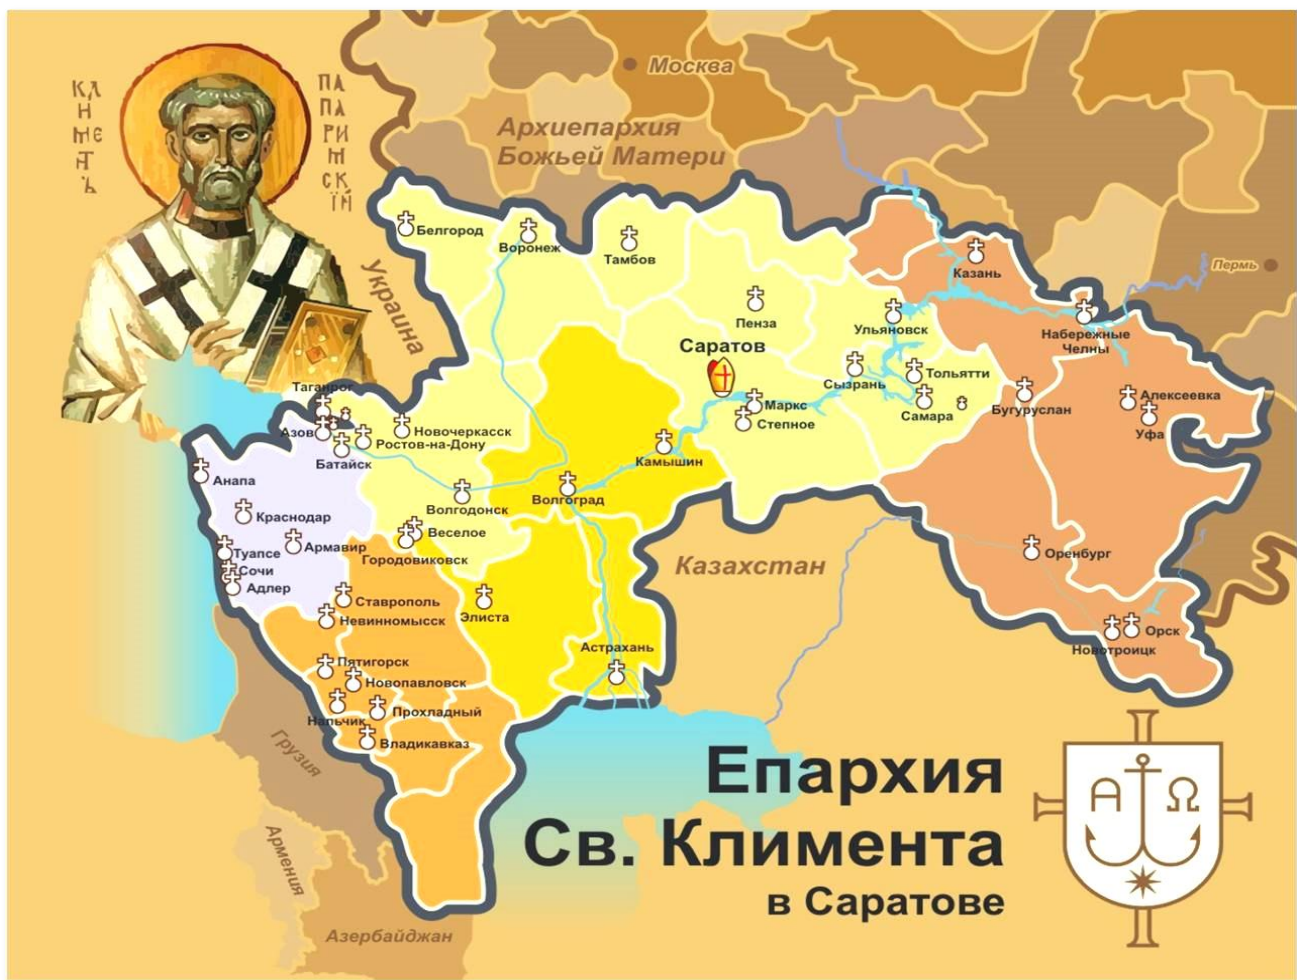 КЛИМЕТЪ
ПАПА РИМСКЇЙ
Москва
Архиепархия
Божьей Матери
Белгород
Воронеж
Тамбов
Казань
Пермь
Украина
Пенза
Ульяновск
Набережные
Челны
Саратов
Сызрань
Тольятти
Маркс
Самара
Бугуруслан
Алексеевка
Степное
Уфа
Таганрог
Азов
Новочеркасск
Ростов-на-Дону
Батайск
Камышин
Анапа
Волгодонск
Волгоград
Краснодар
Веселое
Туапсе
Армавир
Городовиковск
Сочи
Адлер
Казахстан
Оренбург
Ставрополь
Невинномысск
Элиста
Орск
Новотроицк
Астрахань
Пятигорск
Новопавловск
Нальчик
Прохладный
Владикавказ
Грузия
Армения
Азербайджан
Епархия
Св. Климента
в Саратове
Α Ω